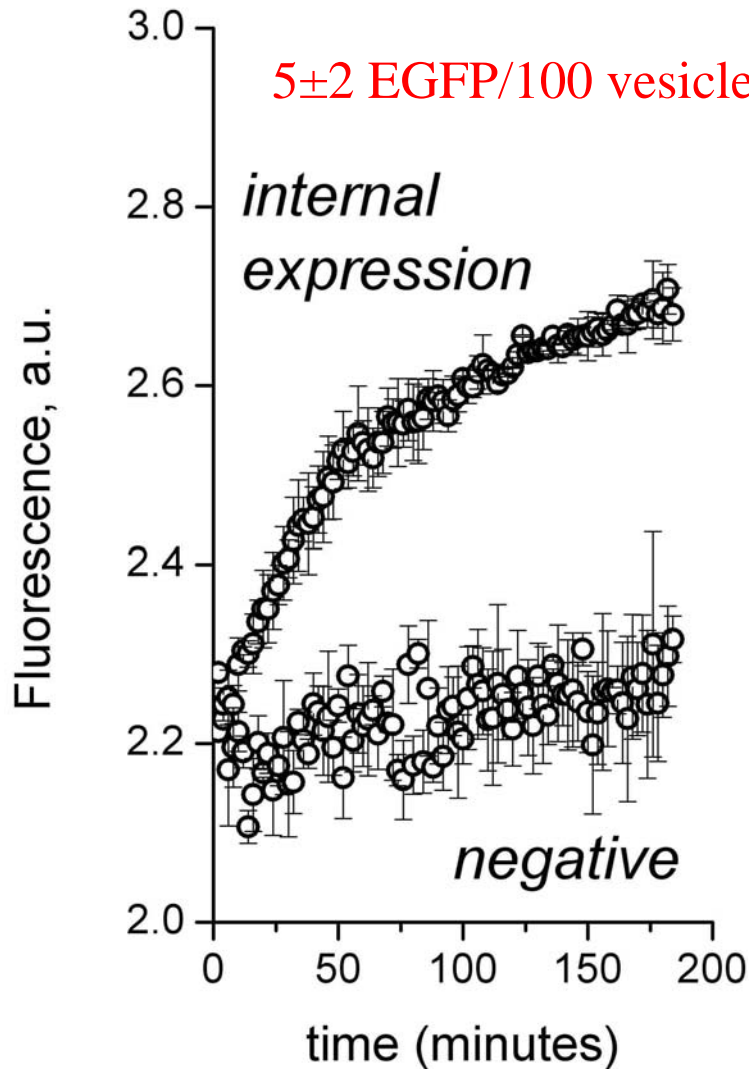 3.0
5±2 EGFP/100 vesicle
2.8
internal
expression
2.6
Fluorescence, a.u.
2.4
2.2
negative
2.0
0 50 100 150 200
time (minutes)